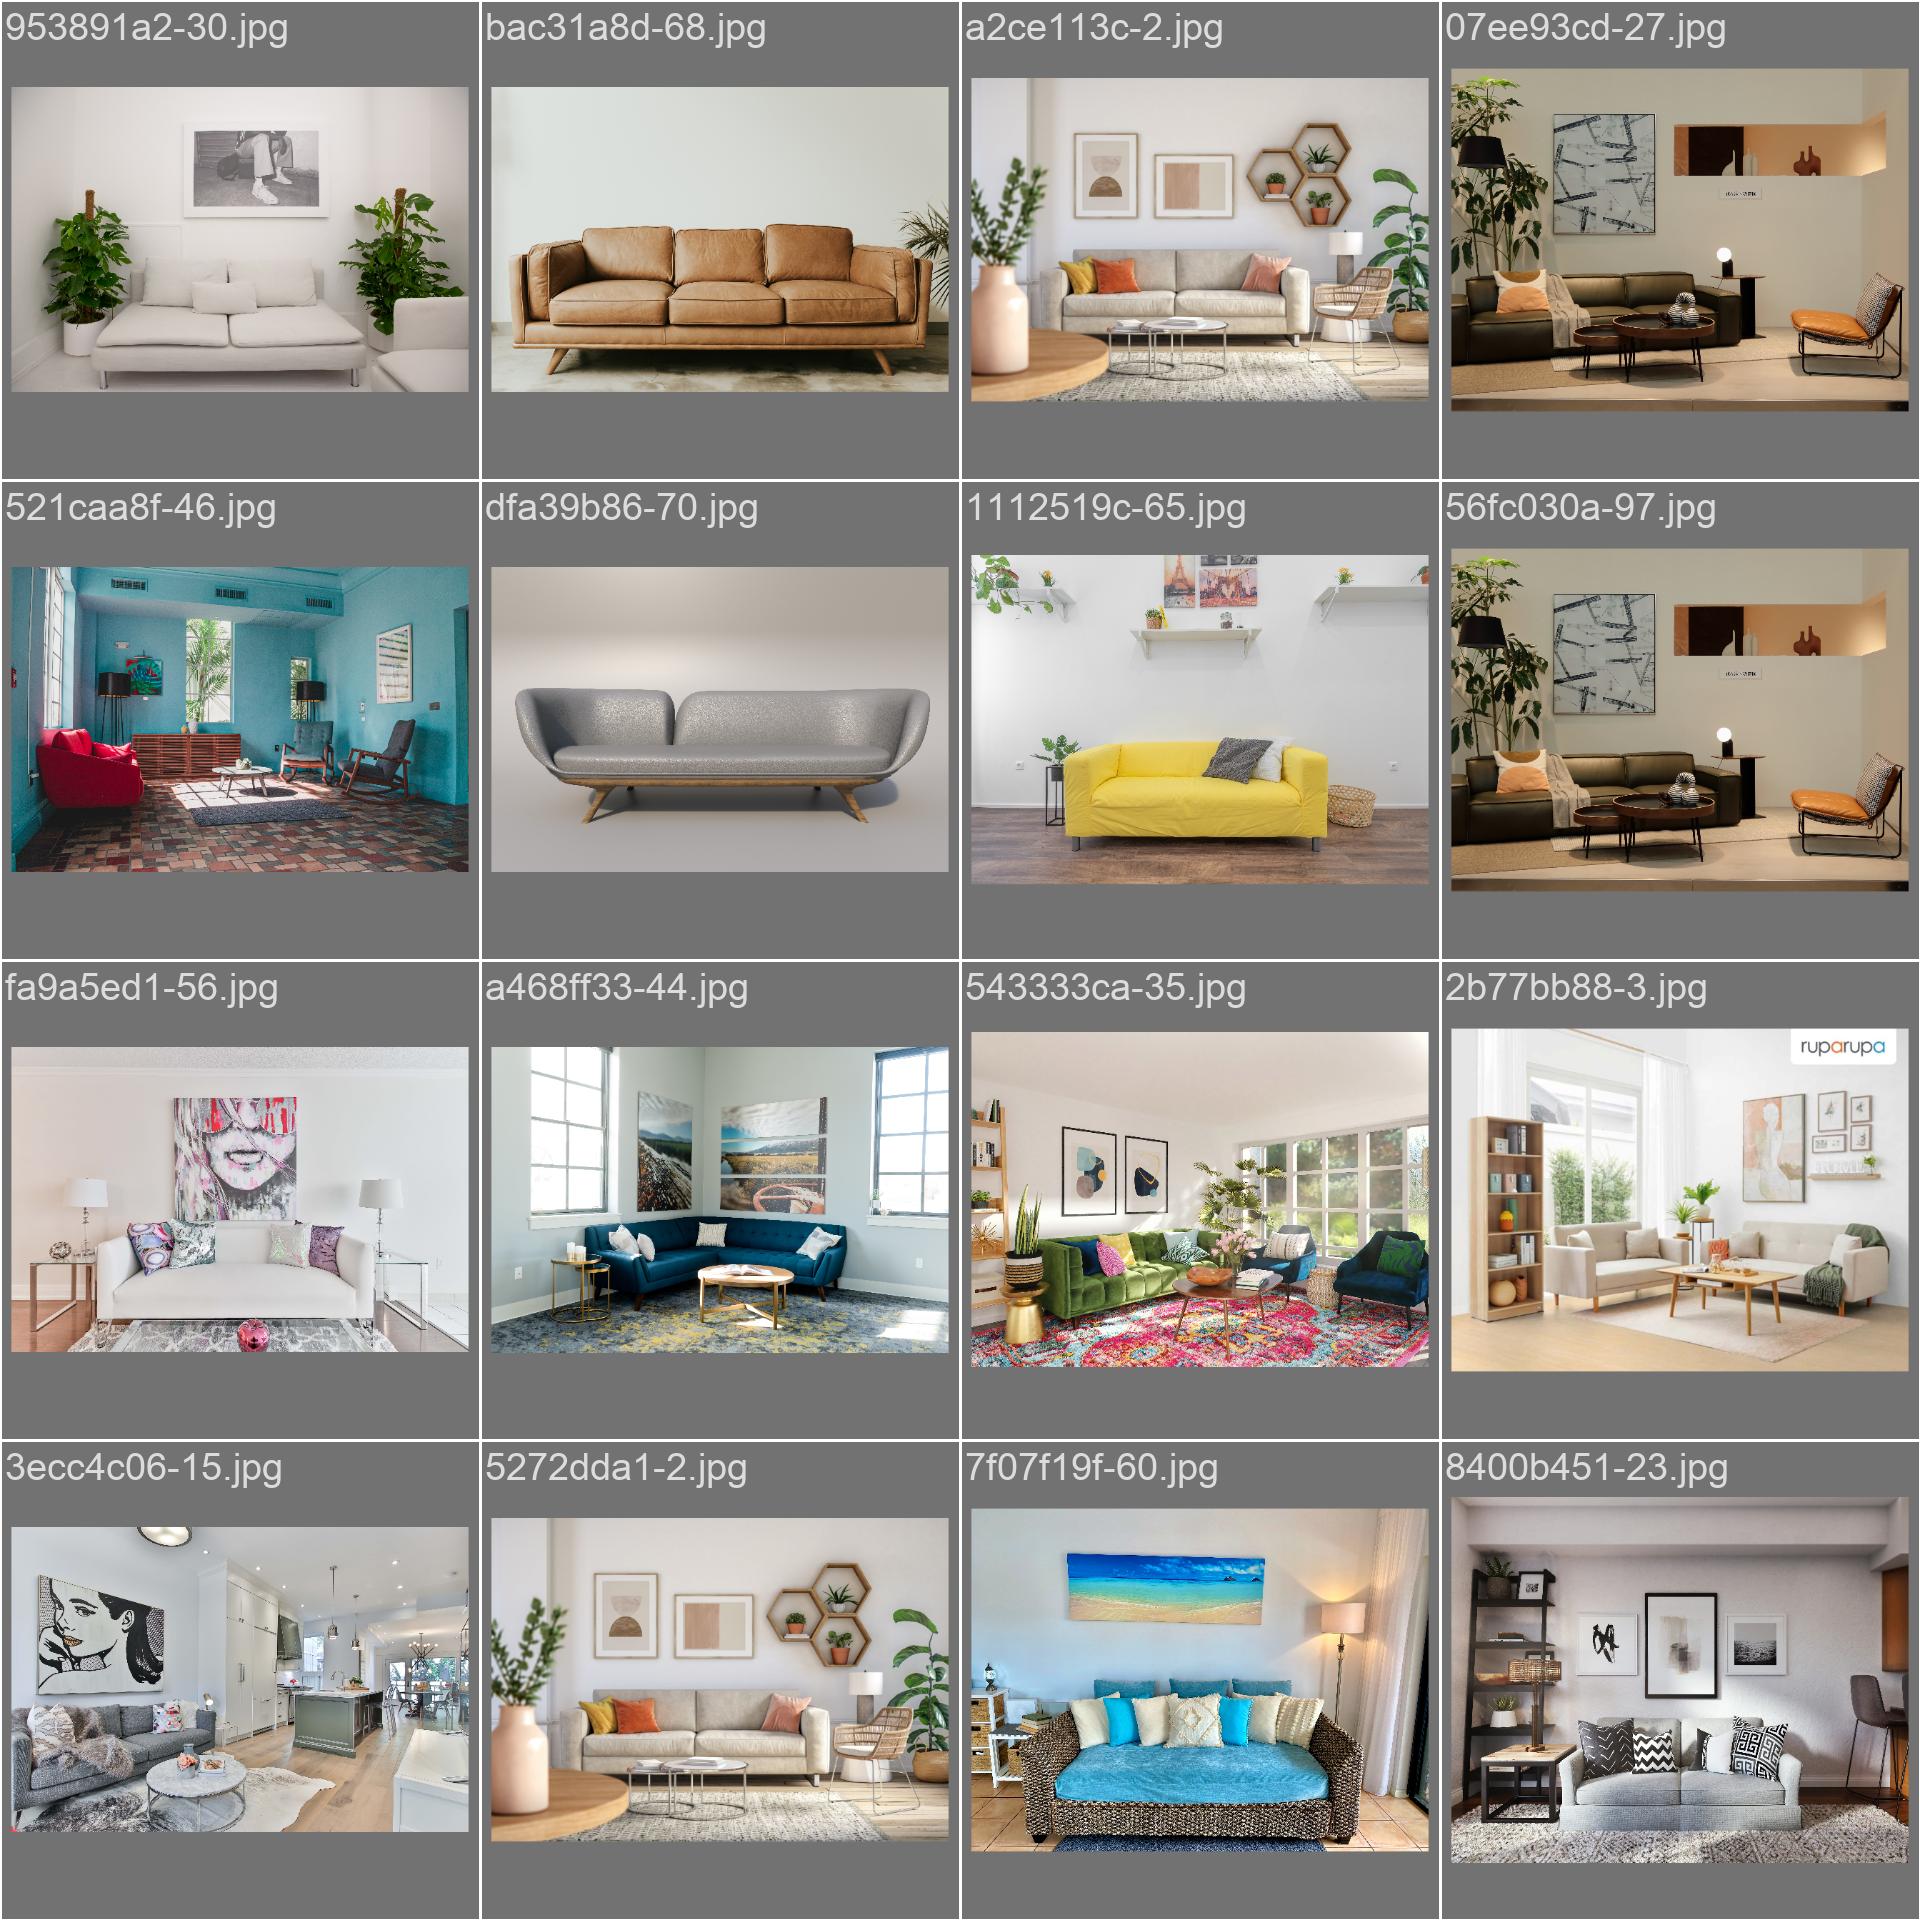 953891a2-30.jpg
bac31a8d-68.jpg
a2ce113c-2.jpg
07ee93cd-27.jpg
521caa8f-46.jpg
dfa39b86-70.jpg
1112519c-65.jpg
56fc030a-97.jpg
fa9a5ed1-56.jpg
a468ff33-44.jpg
543333ca-35.jpg
2b77bb88-3.jpg
ruparupa
HOME
3ecc4c06-15.jpg
5272dda1-2.jpg
7f07f19f-60.jpg
8400b451-23.jpg